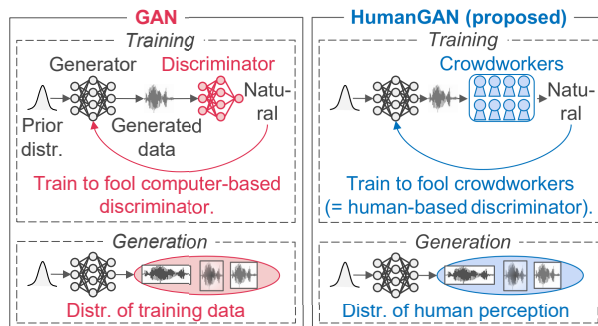 GAN
Training
Generator
Discriminator
Natu-
ral
Prior
distr.
Generated
data
Train to fool computer-based
discriminator.
Generation
Distr. of training data
HumanGAN (proposed)
Training
Crowdworkers
Natu-
ral
Train to fool crowdworkers
(= human-based discriminator).
Generation
Distr. of human perception